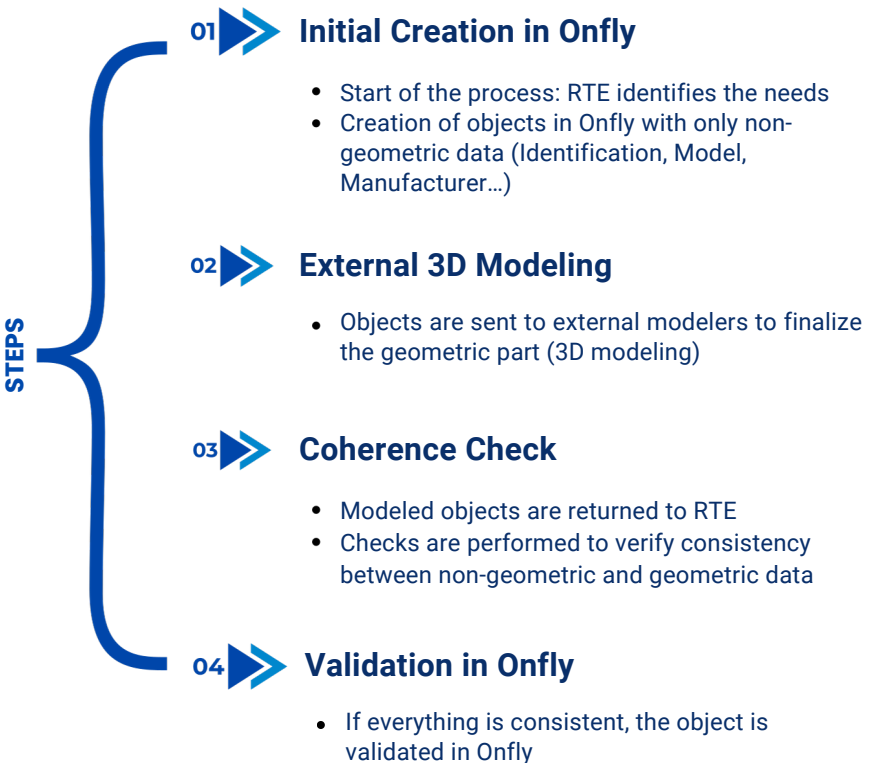 STEPS
01
Initial Creation in Onfly
• Start of the process: RTE identifies the needs
• Creation of objects in Onfly with only non-
geometric data (Identification, Model,
Manufacturer…)
02
External 3D Modeling
• Objects are sent to external modelers to finalize
the geometric part (3D modeling)
03
Coherence Check
• Modeled objects are returned to RTE
• Checks are performed to verify consistency
between non-geometric and geometric data
04
Validation in Onfly
• If everything is consistent, the object is
validated in Onfly